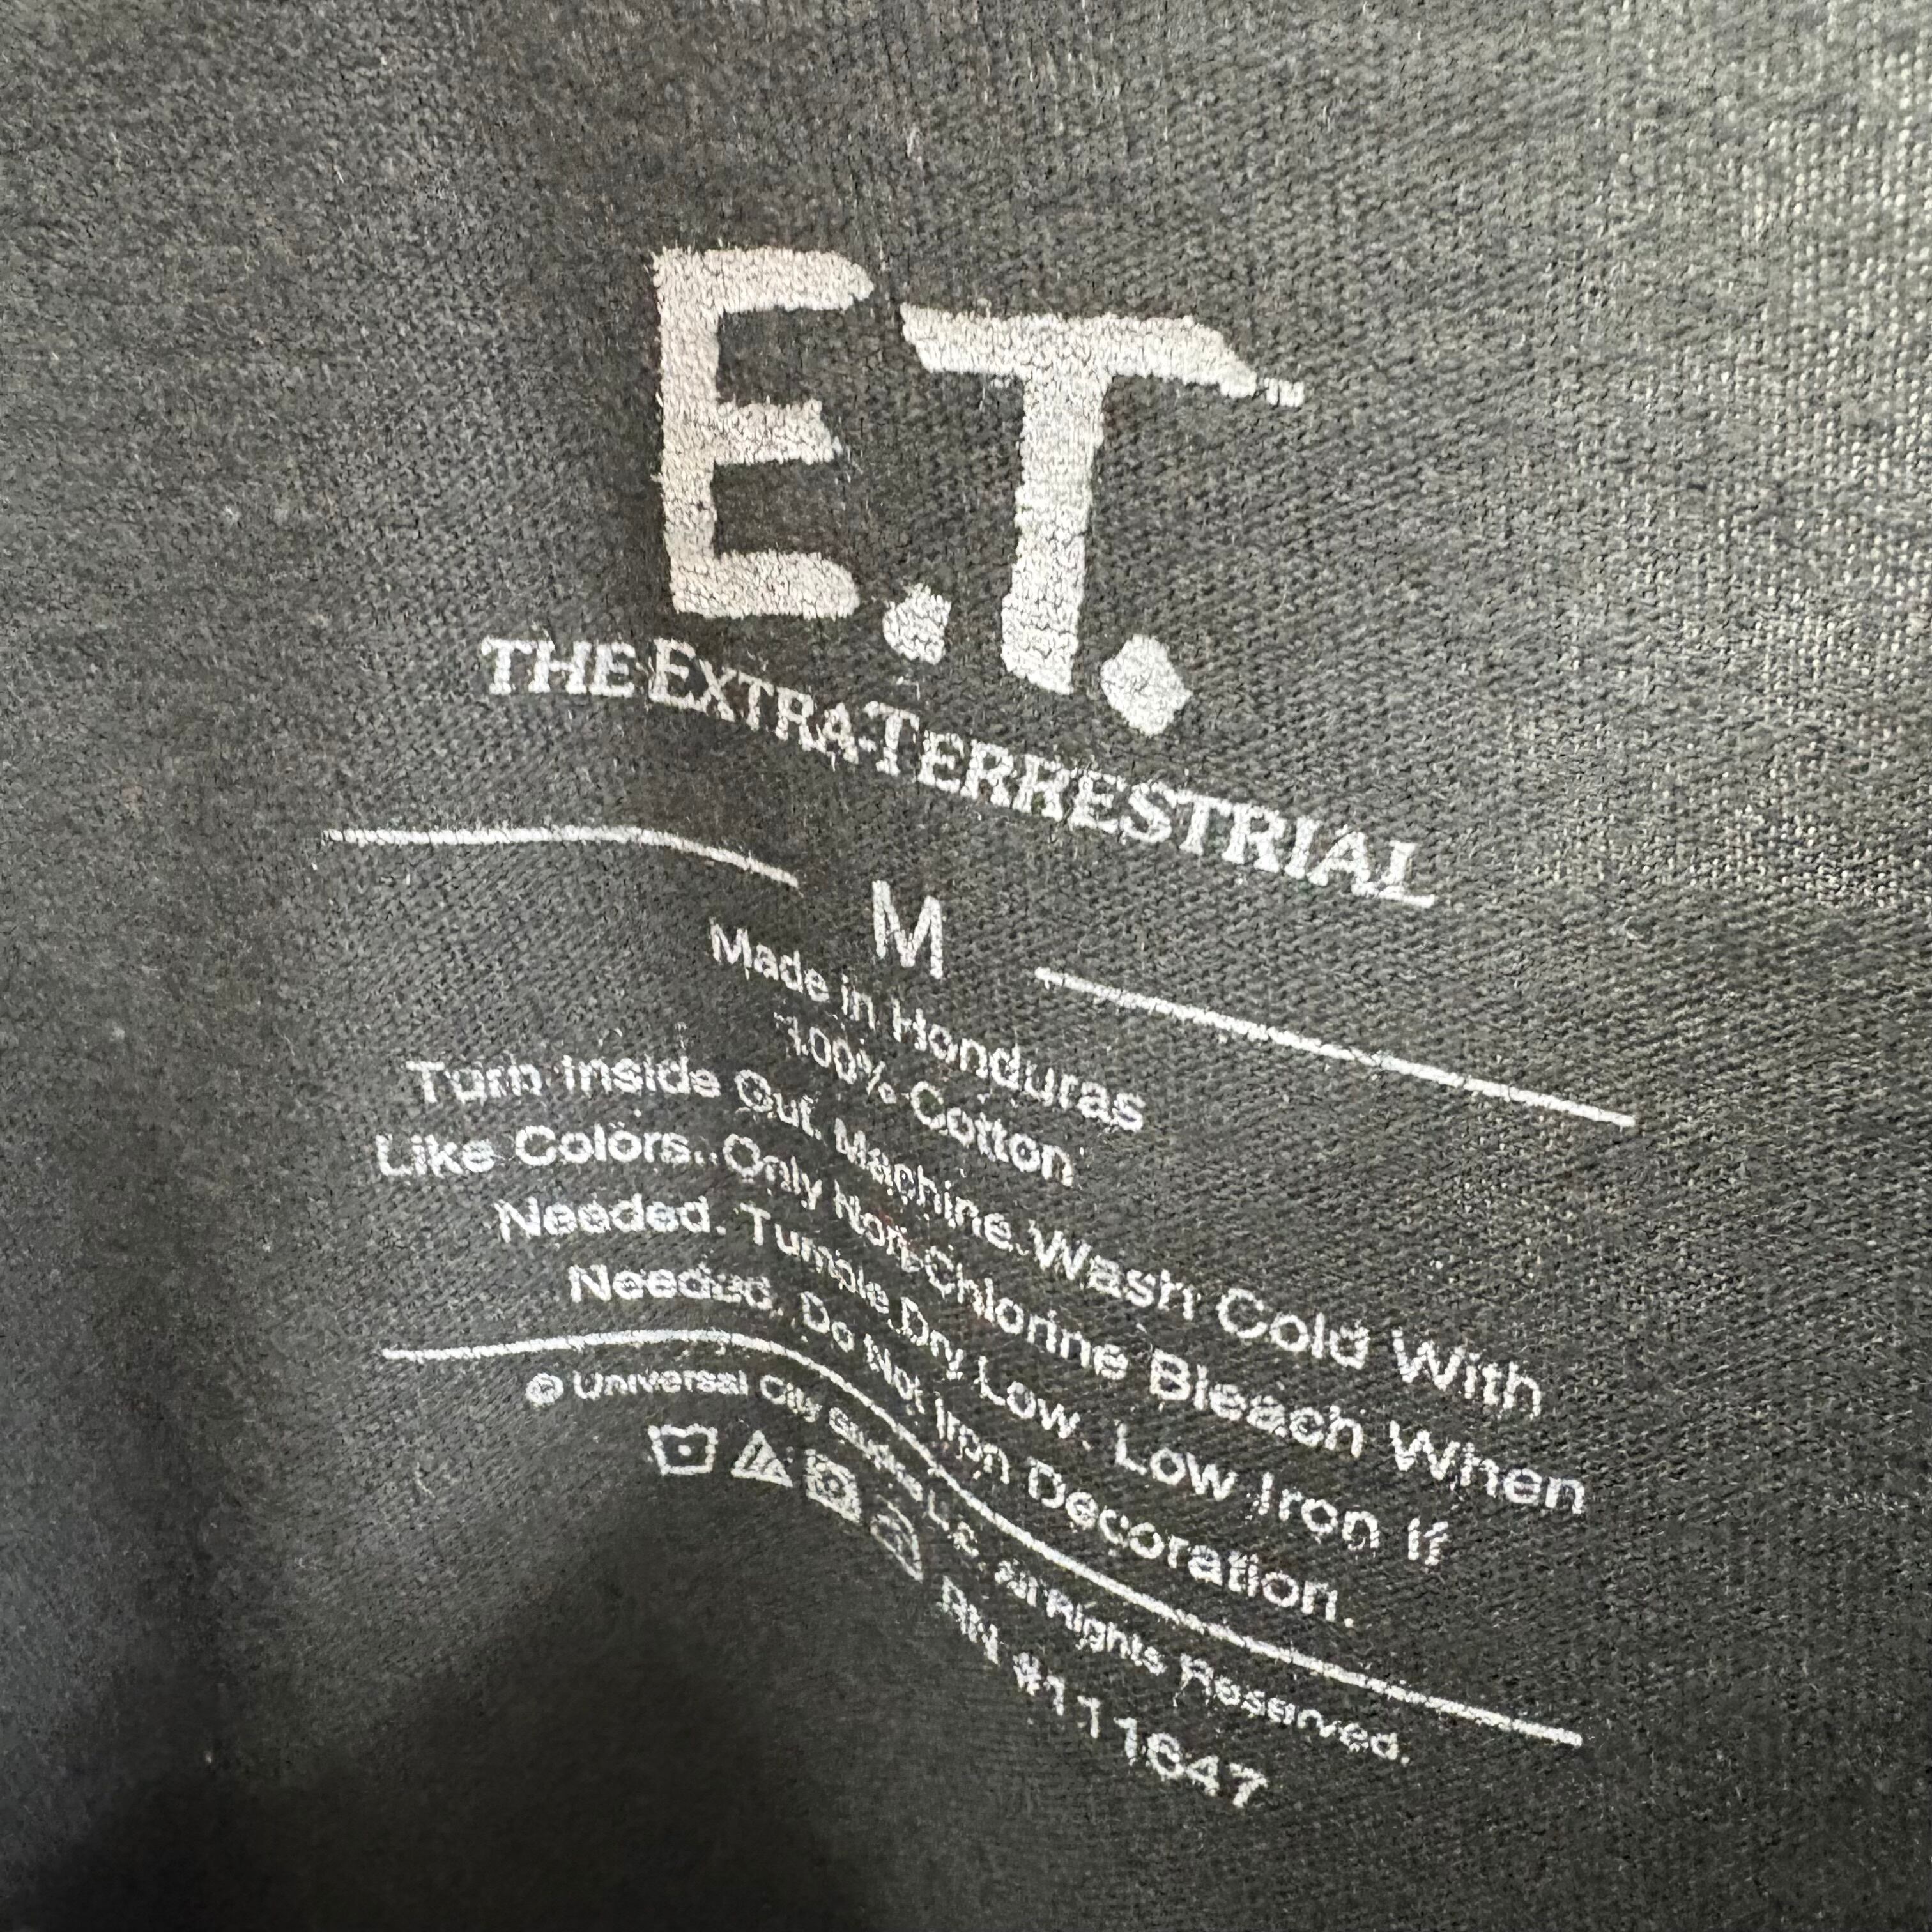 E.T.™
THE EXTRA-TERRESTRIAL
M
Made in Honduras
100% Cotton
Turn Inside Out. Machine Wash Cold With
Like Colors. Only Non-Chlorine Bleach When
Needed. Tumble Dry Low. Low Iron If
Needed. Do Not Iron Decoration.
© Universal City Studios LLC. All Rights Reserved.
RN #111647